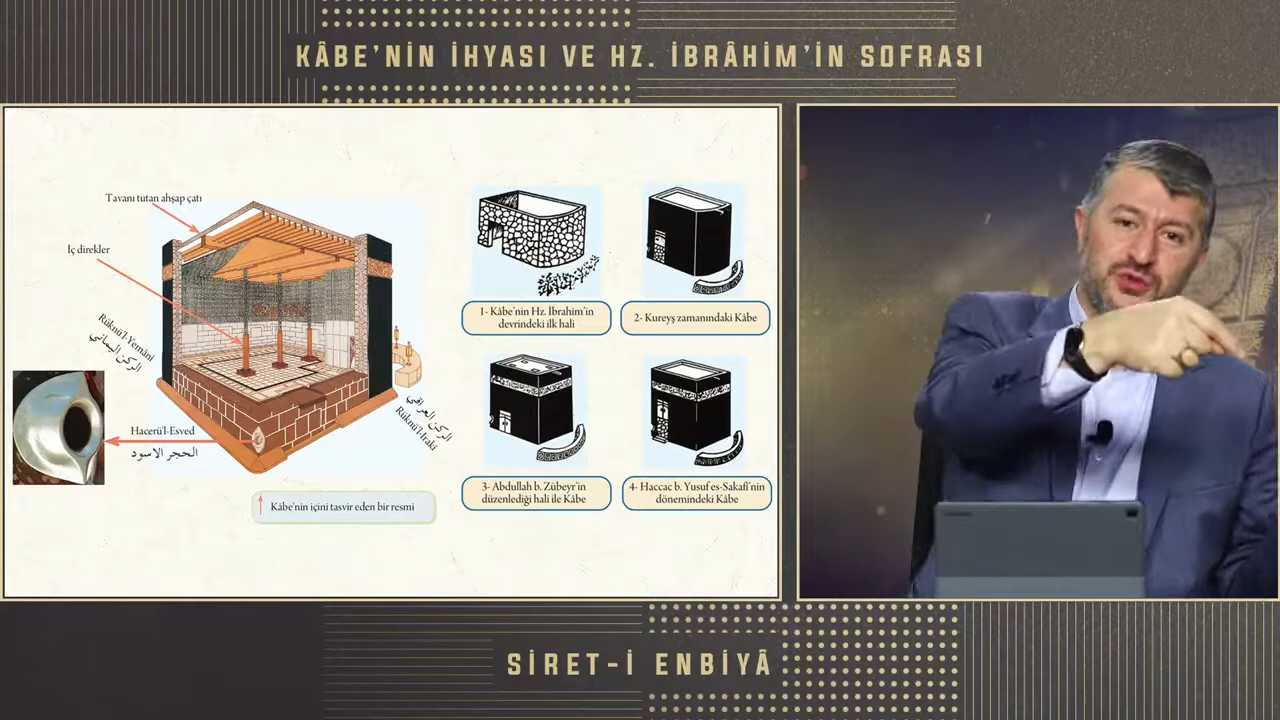 KÂBE'NİN İHYASI VE HZ. İBRÂHİM'İN SOFRASI
Tavanı tutan ahşap çatı
İç direkler
Rüknü'l-Yemânî
الركن اليماني
Hacerü'l-Esved
الحجر الاسود
الركن العراقي
Rüknü'l-Iraki
Kâbe'nin içini tasvir eden bir resmi
1- Kâbe'nin Hz. İbrahim'in
devrindeki ilk hali
2- Kureyş zamanındaki Kâbe
3- Abdullah b. Zübeyr'in
düzenlediği hali ile Kâbe
4- Haccac b. Yusuf es-Sakafî'nin
dönemindeki Kâbe
SİRET-İ ENBİYÂ